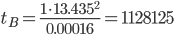 t_B = \frac{1 \cdot 13.435^2}{0.00016} = 1128125